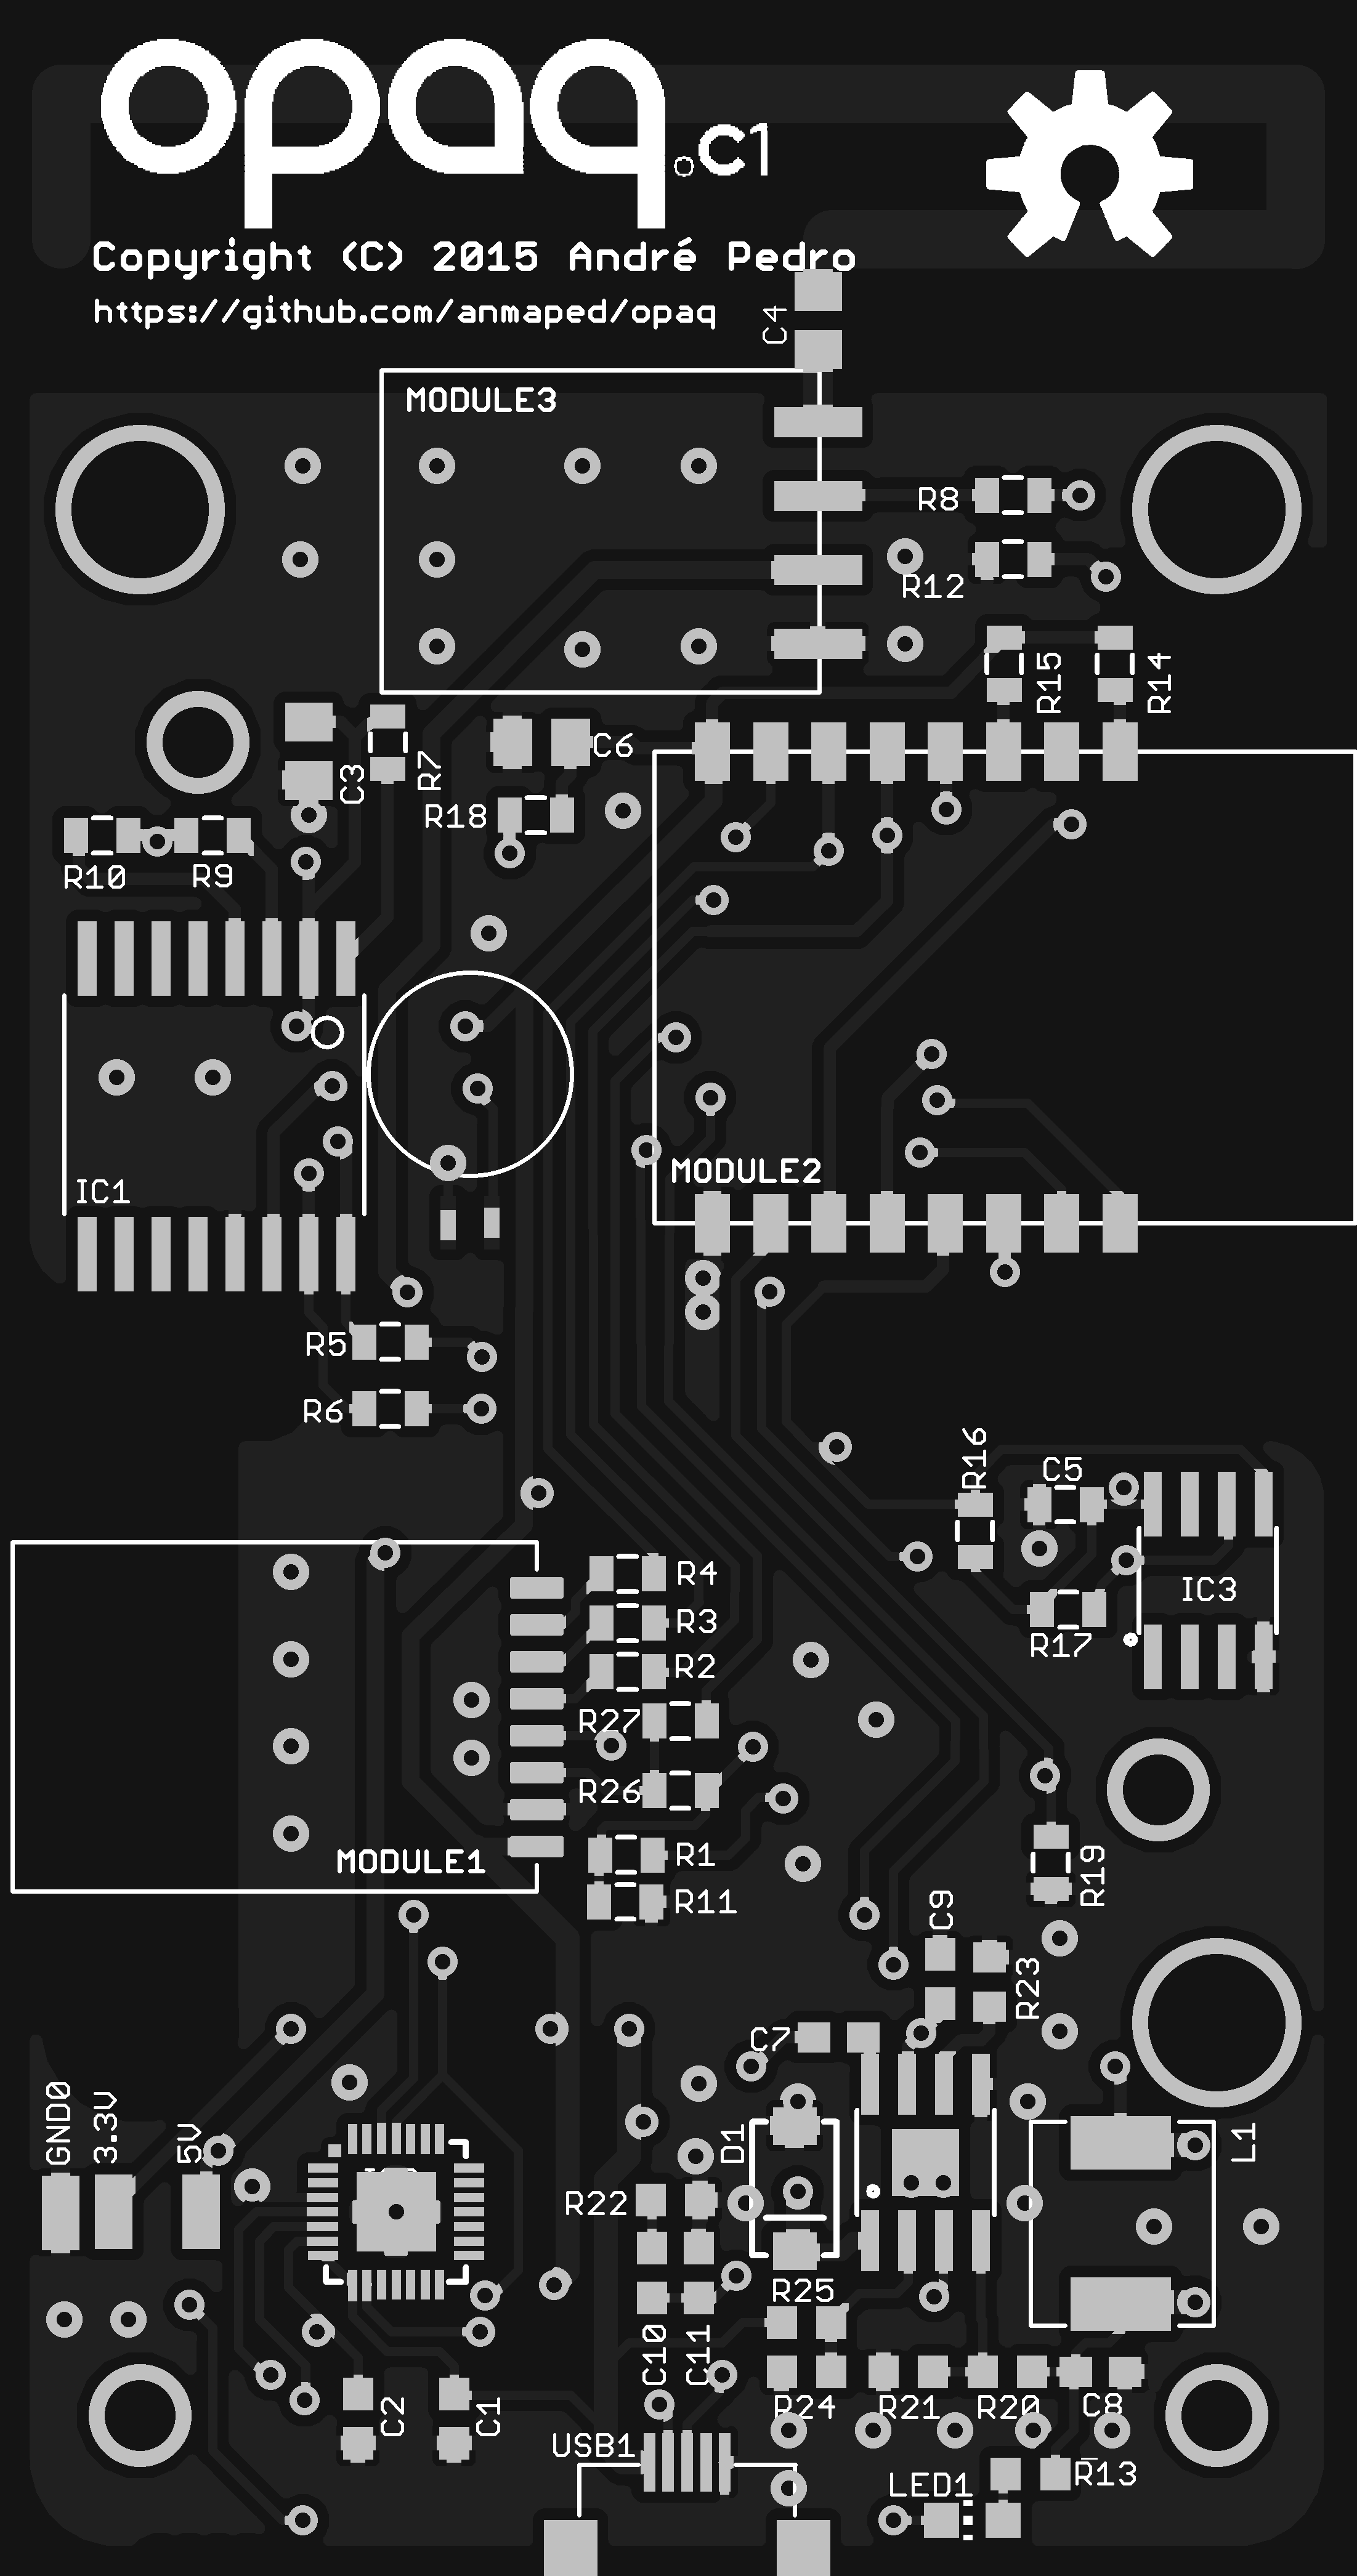 opaq.c1
Copyright (C) 2015 André Pedro
https://github.com/anmaped/opaq
C4
MODULE3
R8
R12
R15
R14
C3
R7
C6
R18
R10
R9
MODULE2
IC1
R5
R6
R16
C5
IC3
R17
R4
R3
R2
R27
R26
R1
R11
MODULE1
R19
C9
R23
C7
GND0
3.3V
5V
D1
L1
R22
R25
C10
C11
C2
C1
R24
R21
R20
C8
USB1
R13
LED1